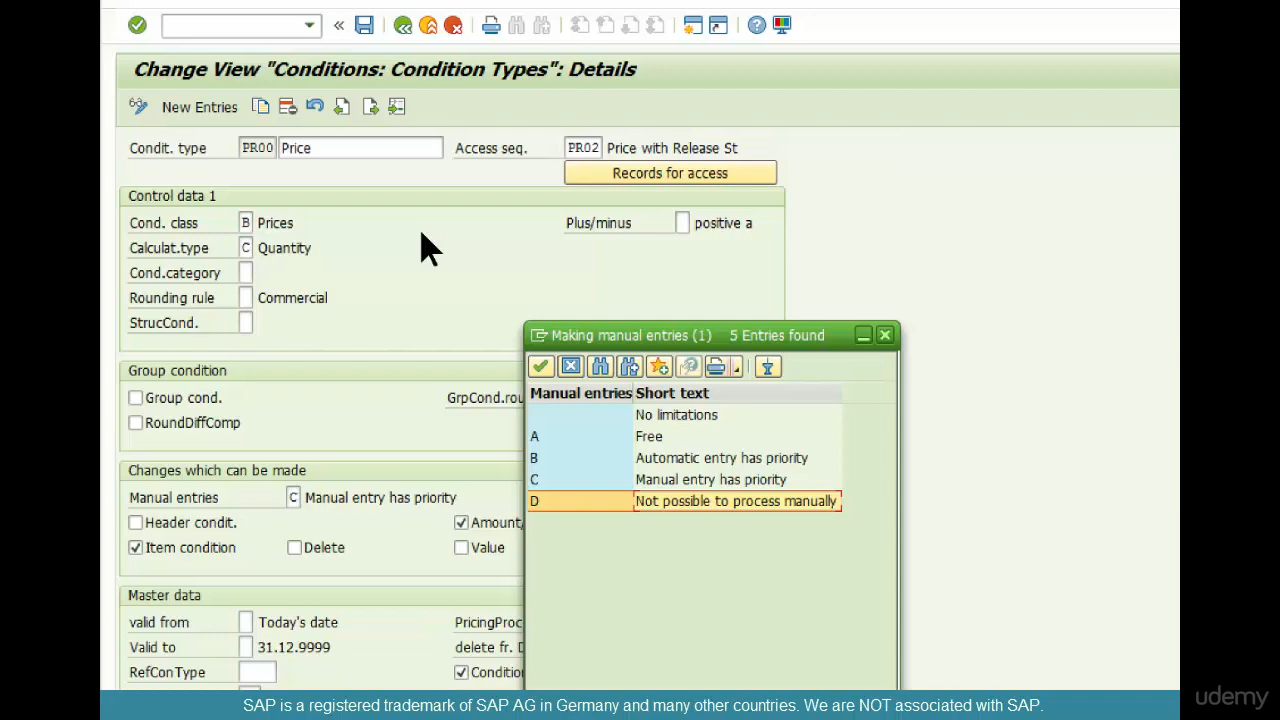 Change View "Conditions: Condition Types": Details
New Entries
Condit. type PR00 Price Access seq. PR02 Price with Release St
Records for access
Control data 1
Cond. class B Prices Plus/minus positive a
Calculat.type C Quantity
Cond.category
Rounding rule Commercial
StrucCond.
Making manual entries (1) 5 Entries found
Group condition
Group cond. GrpCond.rou
RoundDiffComp
Manual entries Short text
No limitations
A Free
B Automatic entry has priority
C Manual entry has priority
D Not possible to process manually
Changes which can be made
Manual entries C Manual entry has priority
Header condit. Amount/
Item condition Delete Value
Master data
valid from Today's date PricingProc
Valid to 31.12.9999 delete fr. D
RefConType Conditio
SAP is a registered trademark of SAP AG in Germany and many other countries. We are NOT associated with SAP.
udemy